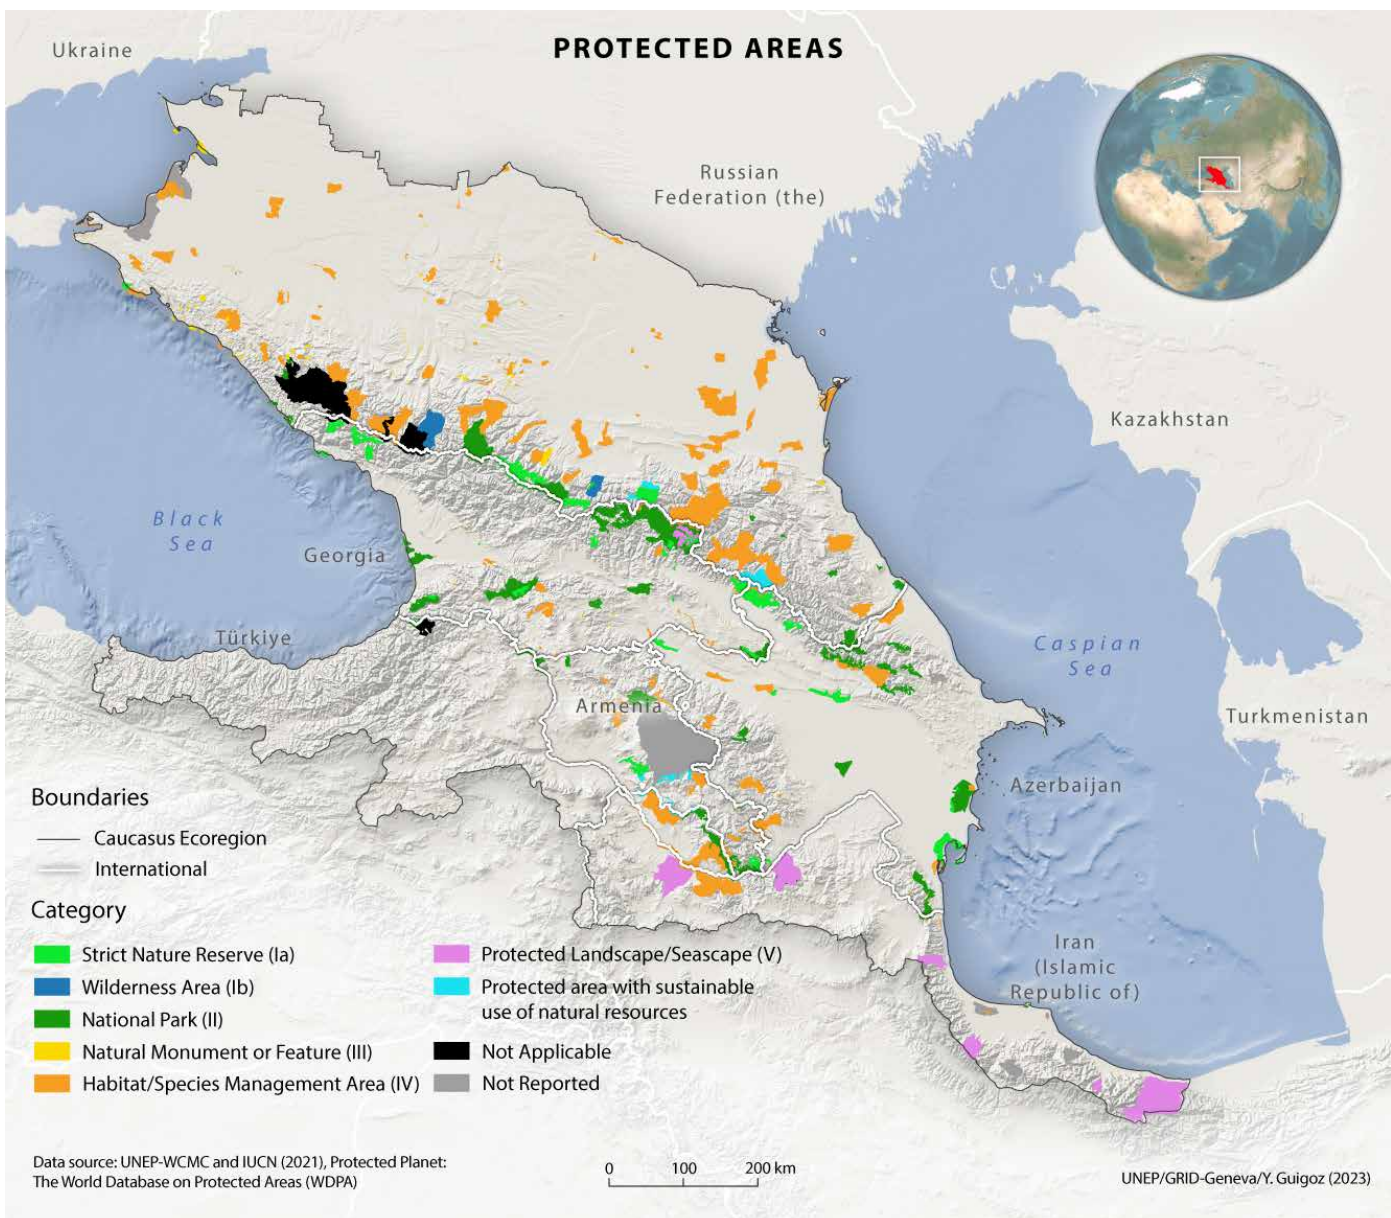 PROTECTED AREAS
Ukraine
Russian
Federation (the)
Kazakhstan
Black
Sea
Georgia
Türkiye
Caspian
Sea
Armenia
Turkmenistan
Azerbaijan
Iran
(Islamic
Republic of)
Boundaries
Caucasus Ecoregion
International
Category
Strict Nature Reserve (Ia)
Wilderness Area (Ib)
National Park (II)
Natural Monument or Feature (III)
Habitat/Species Management Area (IV)
Protected Landscape/Seascape (V)
Protected area with sustainable
use of natural resources
Not Applicable
Not Reported
Data source: UNEP-WCMC and IUCN (2021), Protected Planet:
The World Database on Protected Areas (WDPA)
0 100 200 km
UNEP/GRID-Geneva/Y. Guigoz (2023)